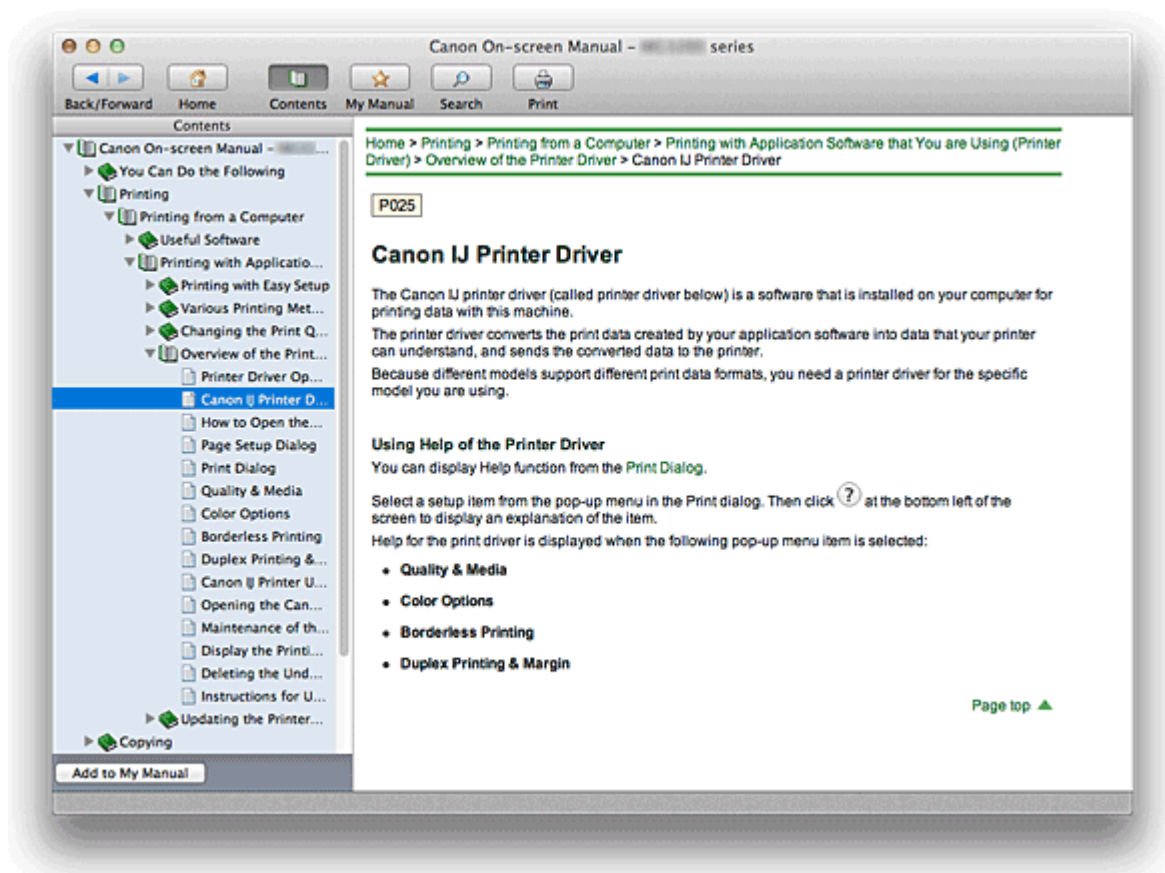 Canon On-screen Manual – series
Back/Forward Home Contents My Manual Search Print
Contents
Canon On-screen Manual – ...
You Can Do the Following
Printing
Printing from a Computer
Useful Software
Printing with Applicatio...
Printing with Easy Setup
Various Printing Met...
Changing the Print Q...
Overview of the Print...
Printer Driver Op...
Canon IJ Printer D...
How to Open the...
Page Setup Dialog
Print Dialog
Quality & Media
Color Options
Borderless Printing
Duplex Printing &...
Canon IJ Printer U...
Opening the Can...
Maintenance of th...
Display the Printi...
Deleting the Und...
Instructions for U...
Updating the Printer...
Copying
Add to My Manual
Home > Printing > Printing from a Computer > Printing with Application Software that You are Using (Printer
Driver) > Overview of the Printer Driver > Canon IJ Printer Driver
P025
Canon IJ Printer Driver
The Canon IJ printer driver (called printer driver below) is a software that is installed on your computer for
printing data with this machine.
The printer driver converts the print data created by your application software into data that your printer
can understand, and sends the converted data to the printer.
Because different models support different print data formats, you need a printer driver for the specific
model you are using.
Using Help of the Printer Driver
You can display Help function from the Print Dialog.
Select a setup item from the pop-up menu in the Print dialog. Then click ? at the bottom left of the
screen to display an explanation of the item.
Help for the print driver is displayed when the following pop-up menu item is selected:
• Quality & Media
• Color Options
• Borderless Printing
• Duplex Printing & Margin
Page top ▲